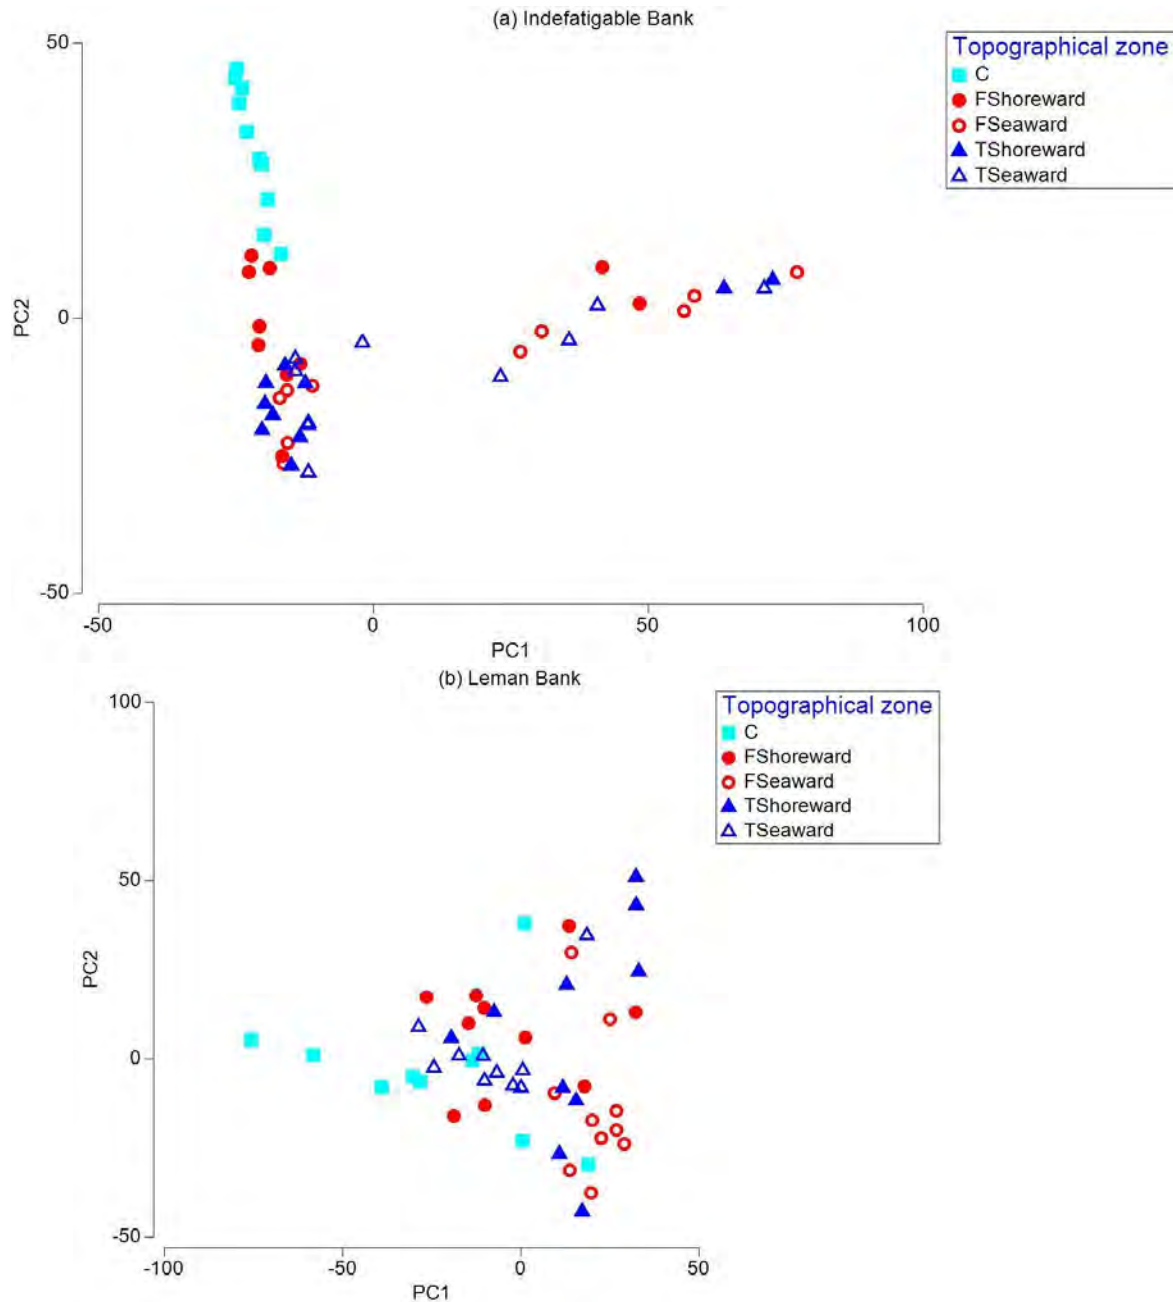 (a) Indefatigable Bank
50
0
-50
PC2
-50
0
50
100
PC1
Topographical zone
C
FShoreward
FSeaward
TShoreward
TSeaward
(b) Leman Bank
100
50
0
-50
PC2
-100
-50
0
50
PC1
Topographical zone
C
FShoreward
FSeaward
TShoreward
TSeaward